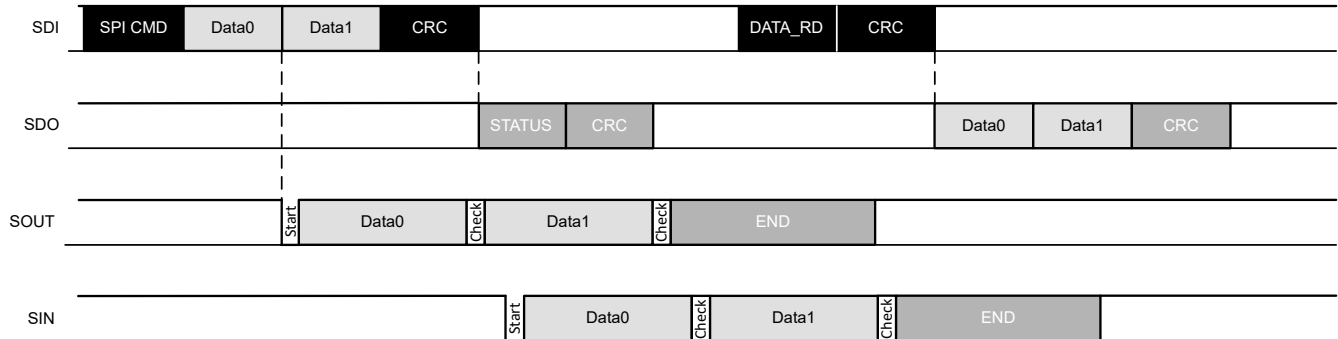 SDI SPI CMD Data0 Data1 CRC DATA_RD CRC
SDO STATUS CRC Data0 Data1 CRC
SOUT Start Data0 Check Data1 Check END
SIN Start Data0 Check Data1 Check END